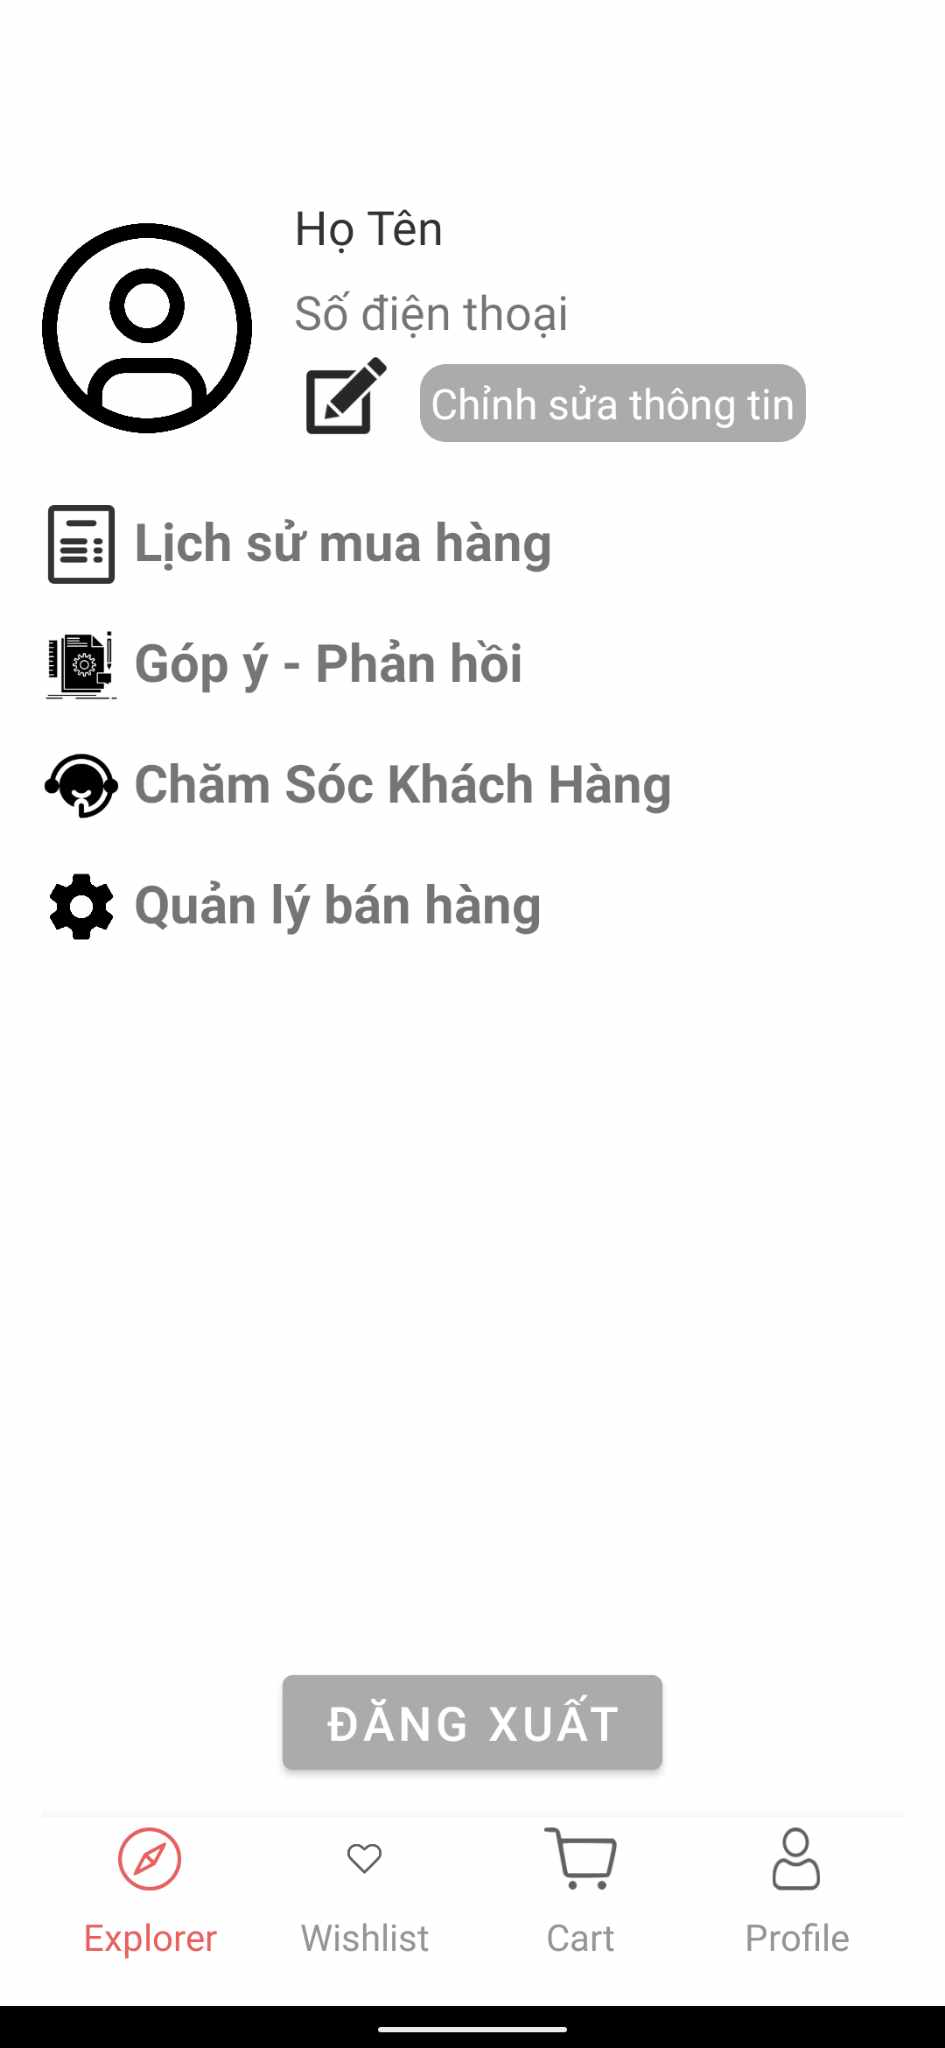 Họ Tên
Số điện thoại
Chỉnh sửa thông tin
Lịch sử mua hàng
Góp ý - Phản hồi
Chăm Sóc Khách Hàng
Quản lý bán hàng
ĐĂNG XUẤT
Explorer
Wishlist
Cart
Profile